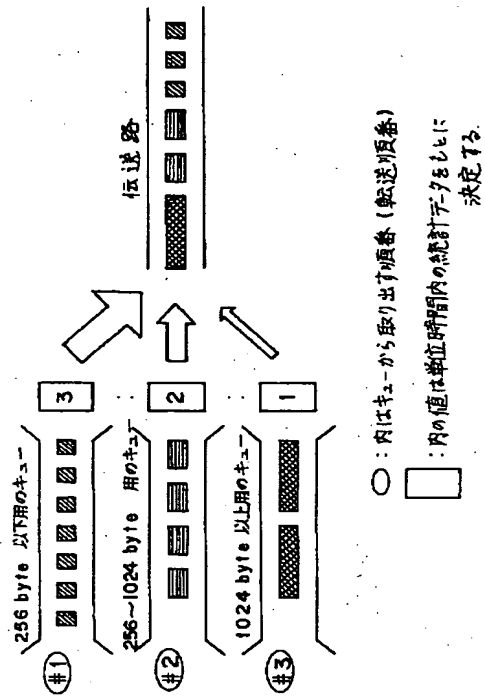 256 byte 以下用のキュー
#1
3
256～1024 byte 用のキュー
#2
2
1024 byte 以上用のキュー
#3
1
伝送路
：内はキューから取り出す順番（転送順番）
：内の値は単位時間内の統計データをもとに
決定する。